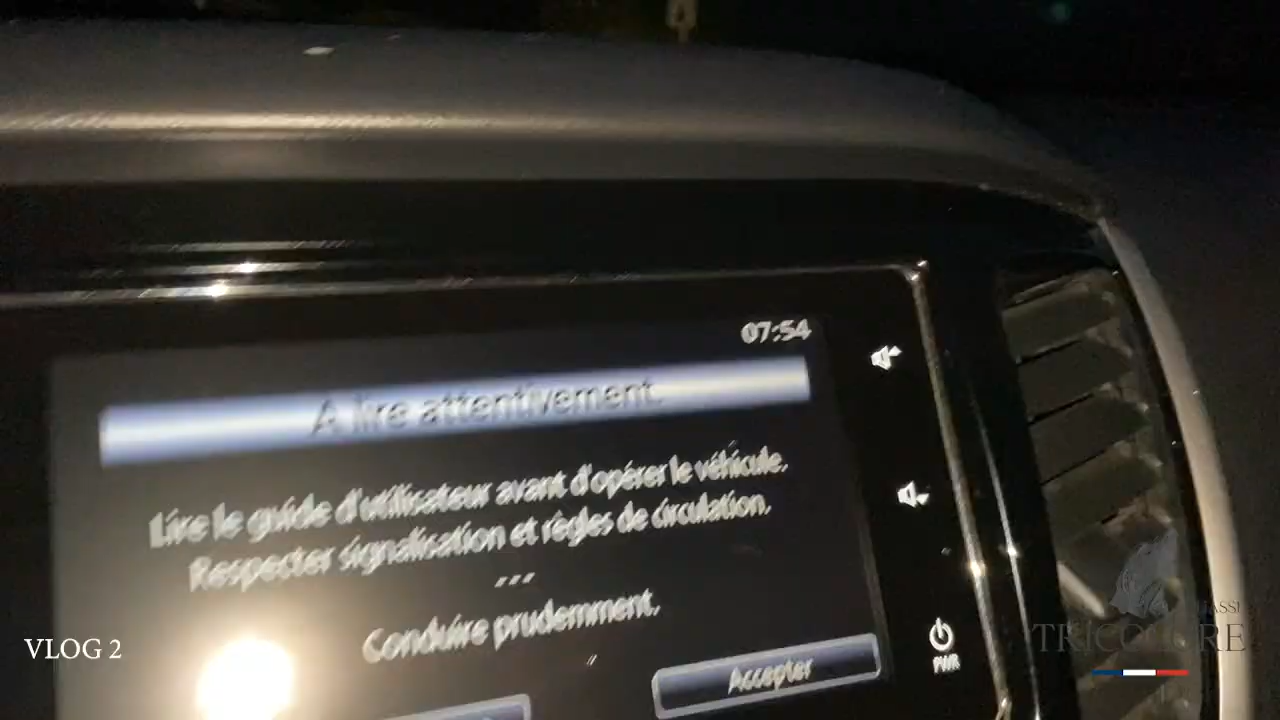 07:54
A lire attentivement.
Lire le guide d'utilisateur avant d'opérer le véhicule.
Respecter signalisation et règles de circulation.
---
Conduire prudemment.
Accepter
PWR
VLOG 2
TRICOLORE